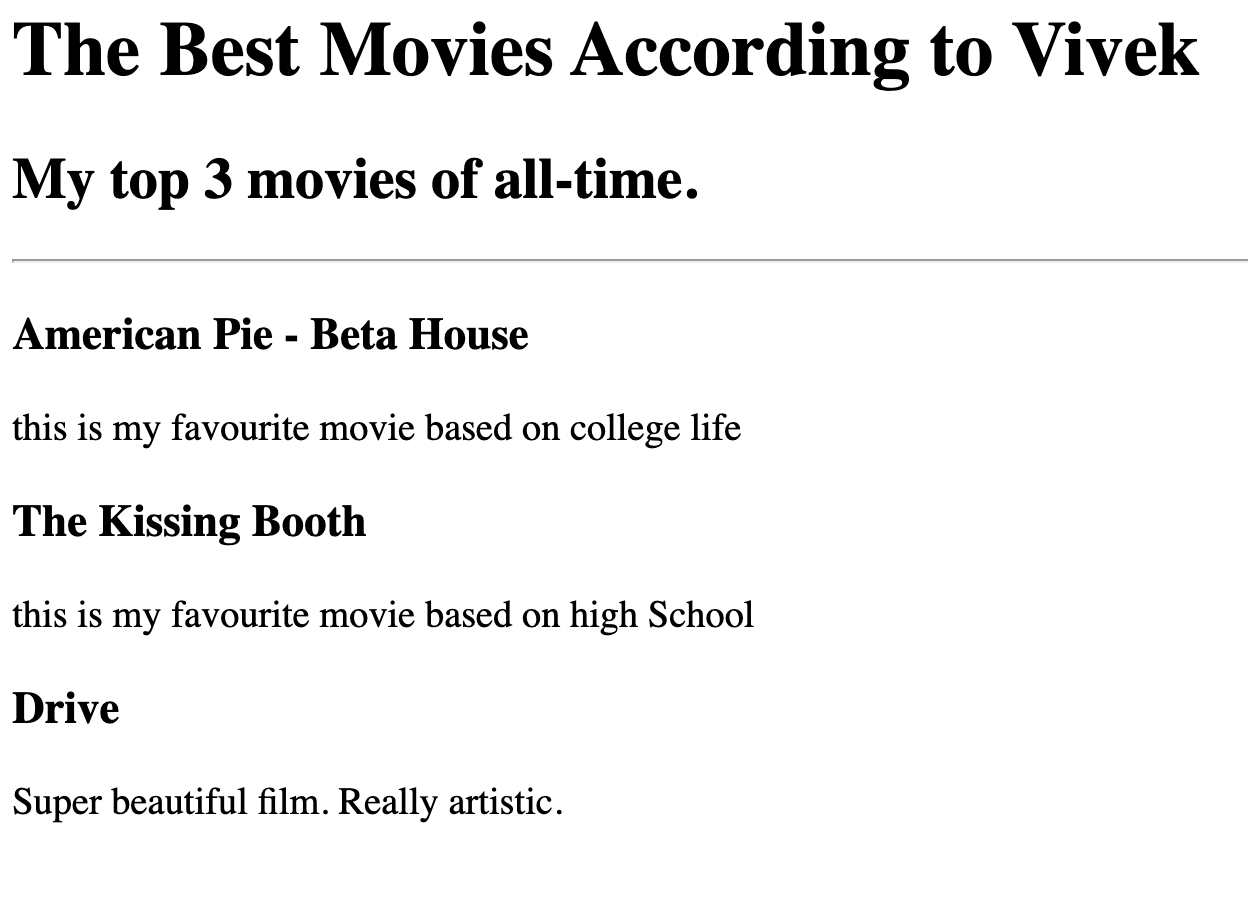 The Best Movies According to Vivek
My top 3 movies of all-time.
American Pie - Beta House
this is my favourite movie based on college life
The Kissing Booth
this is my favourite movie based on high School
Drive
Super beautiful film. Really artistic.